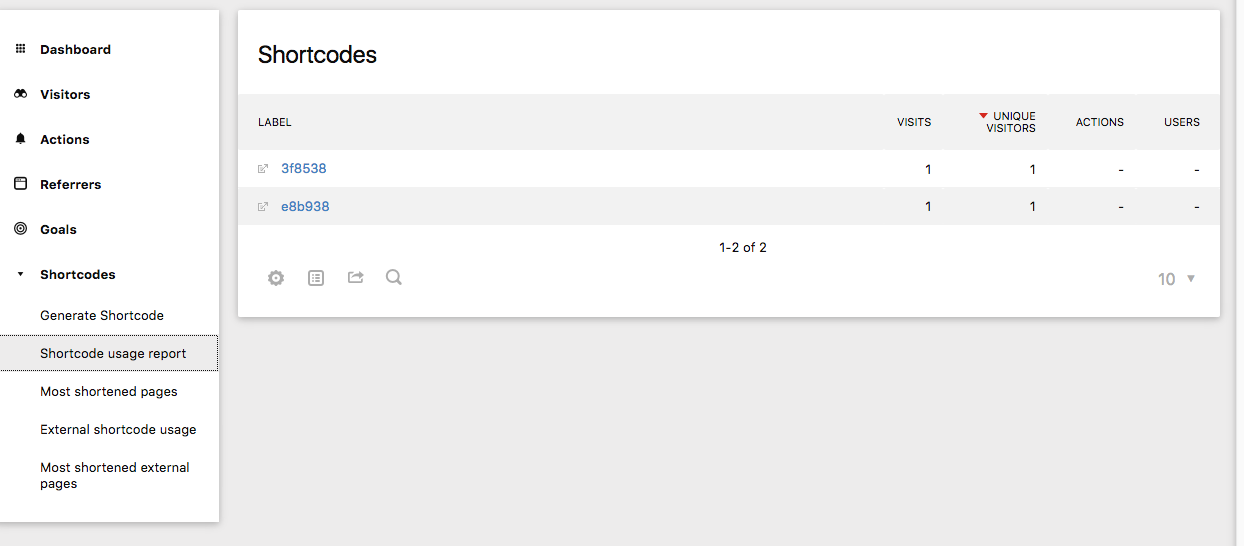 Dashboard
Visitors
Actions
Referrers
Goals
Shortcodes
Generate Shortcode
Shortcode usage report
Most shortened pages
External shortcode usage
Most shortened external
pages
Shortcodes
LABEL VISITS UNIQUE VISITORS ACTIONS USERS
3f8538 1 1 - -
e8b938 1 1 - -
1-2 of 2
10